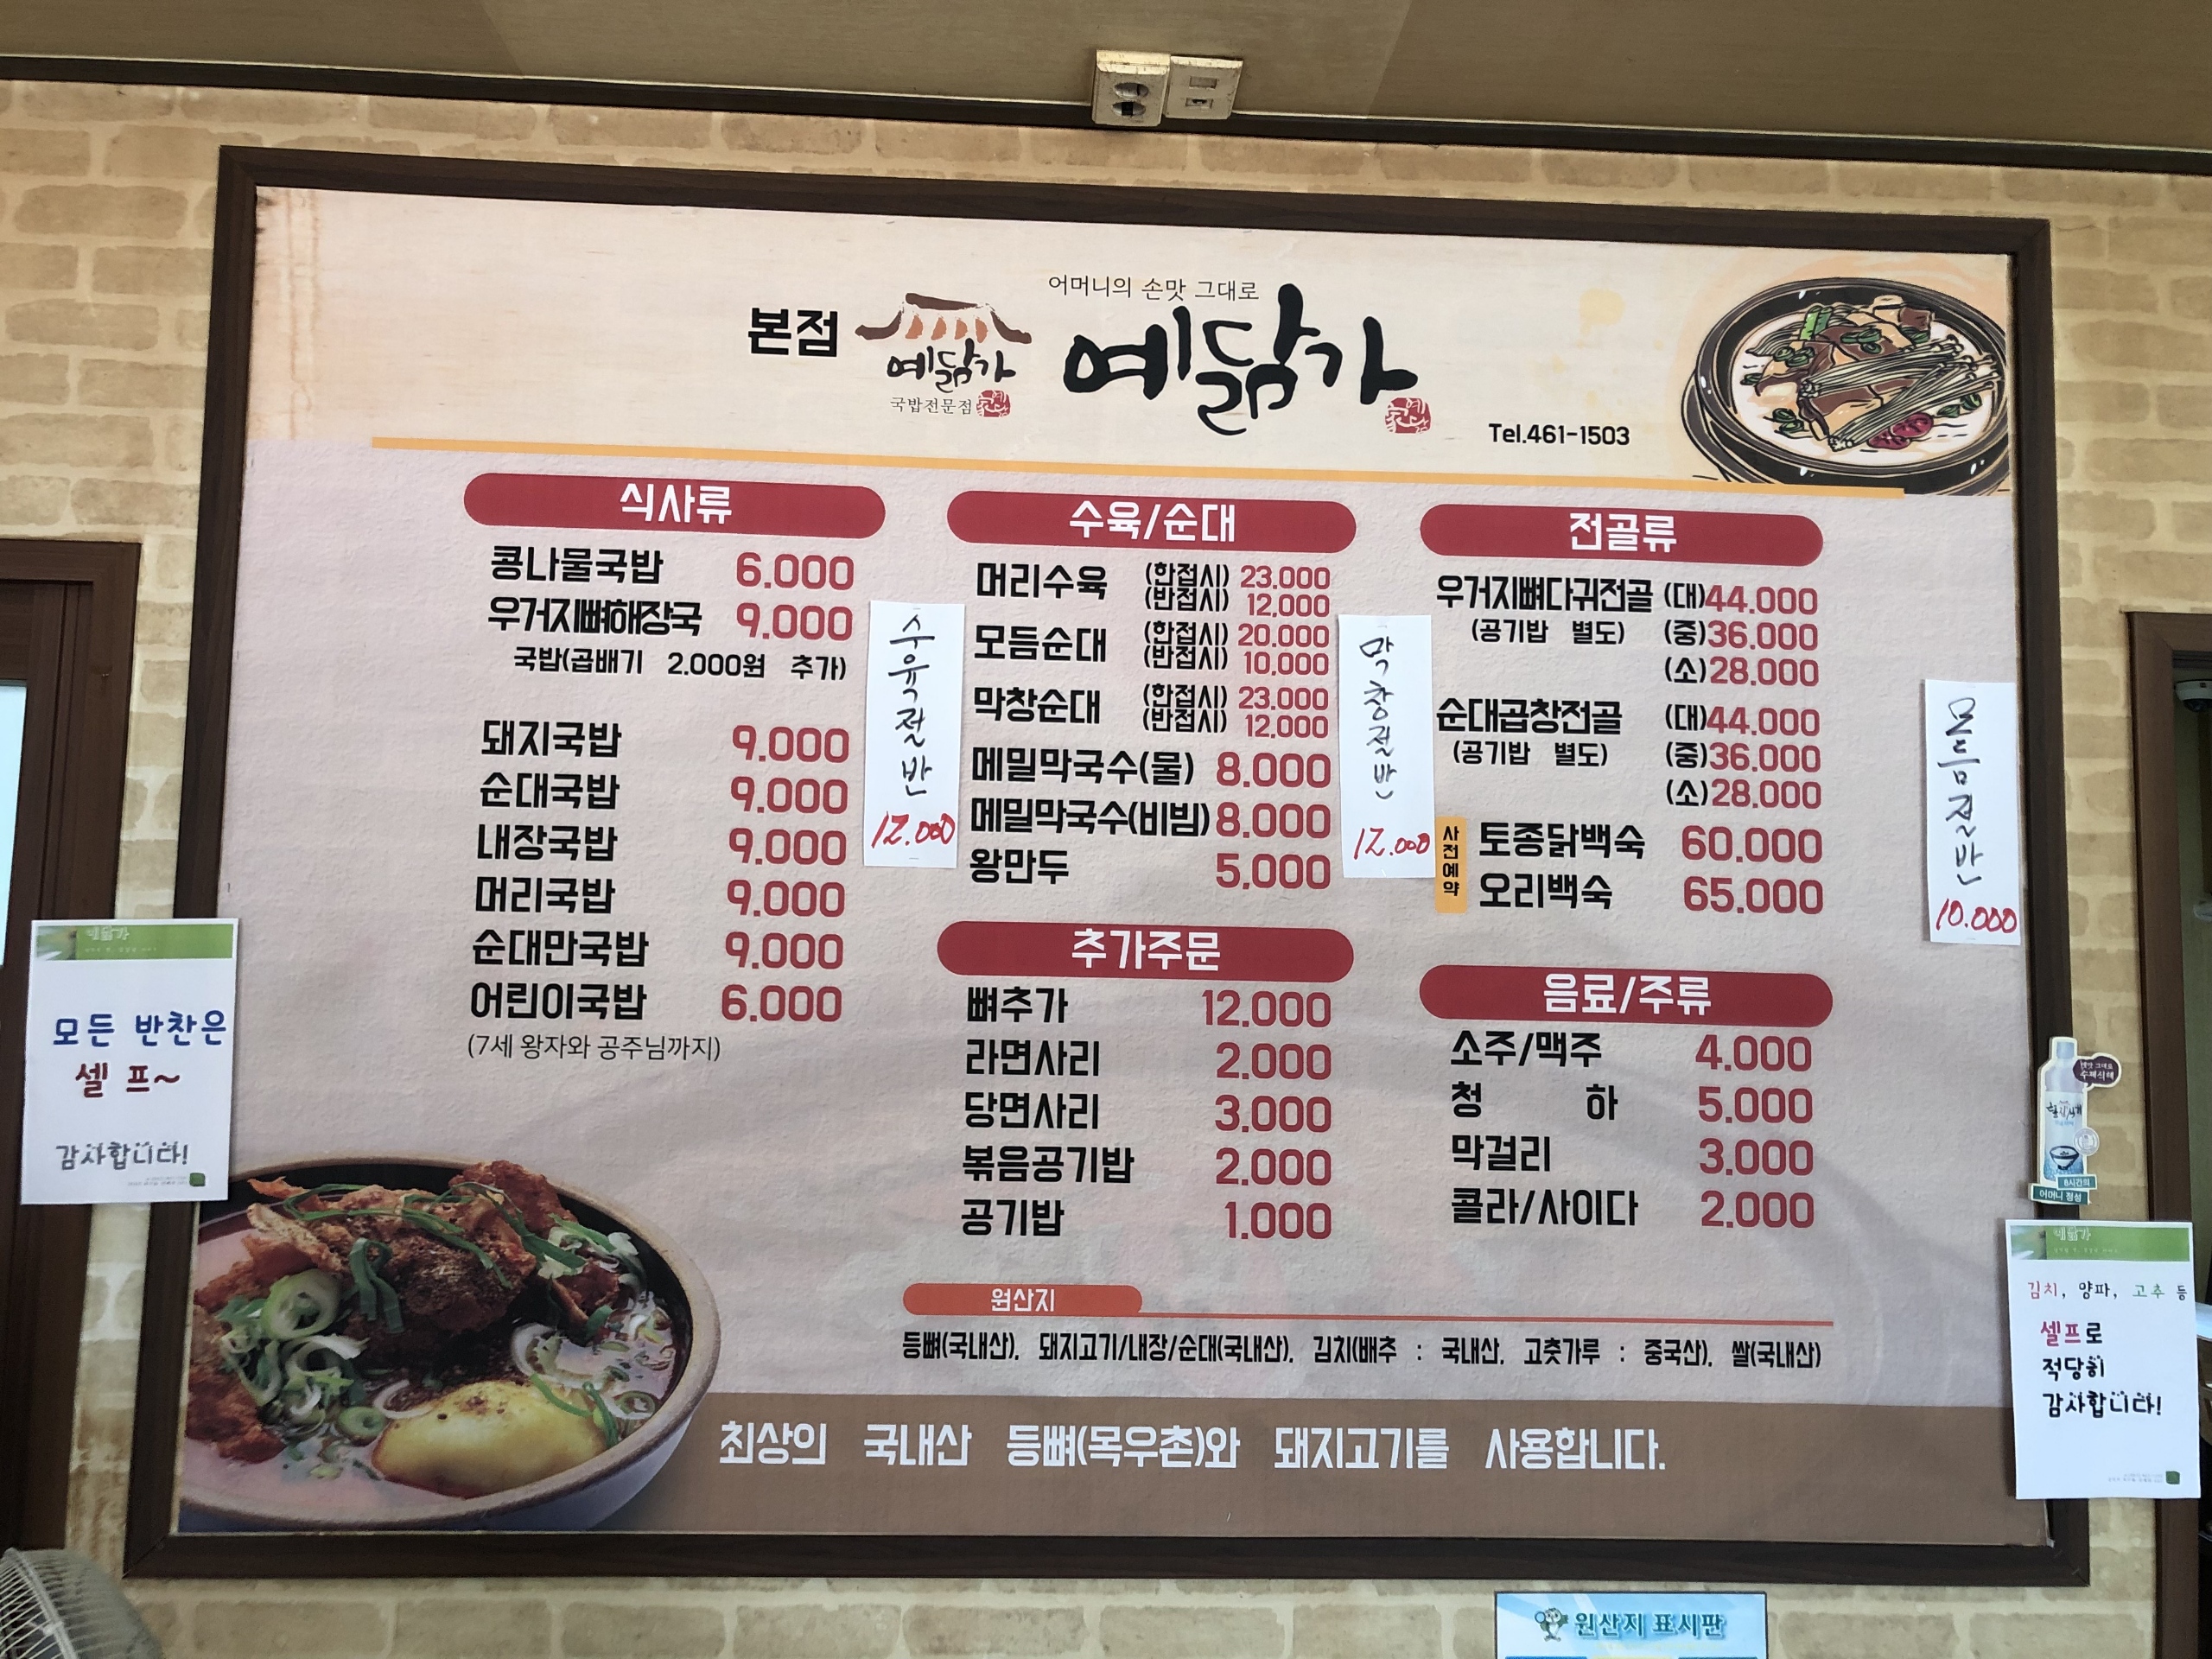 어머니의 손맛 그대로
본점
예닮가
국밥전문점
예닮가
Tel.461-1503
식사류
콩나물국밥 6.000
우거지뼈해장국 9.000
국밥(곱배기 2.000원 추가)
돼지국밥 9.000
순대국밥 9.000
내장국밥 9.000
머리국밥 9.000
순대만국밥 9.000
어린이국밥 6.000
(7세 왕자와 공주님까지)
수육절반
12.000
수육/순대
머리수육 (한접시) 23.000
(반접시) 12.000
모듬순대 (한접시) 20.000
(반접시) 10.000
막창순대 (한접시) 23.000
(반접시) 12.000
메밀막국수(물) 8.000
메밀막국수(비빔) 8.000
왕만두 5.000
막창절반
12.000
추가주문
뼈추가 12.000
라면사리 2.000
당면사리 3.000
볶음공기밥 2.000
공기밥 1.000
전골류
우거지뼈다귀전골 (대)44.000
(공기밥 별도) (중)36.000
(소)28.000
순대곱창전골 (대)44.000
(공기밥 별도) (중)36.000
(소)28.000
사전예약
토종닭백숙 60.000
오리백숙 65.000
모듬절반
10.000
음료/주류
소주/맥주 4.000
청 하 5.000
막걸리 3.000
콜라/사이다 2.000
원산지
등뼈(국내산). 돼지고기/내장/순대(국내산). 김치(배추 : 국내산. 고춧가루 : 중국산). 쌀(국내산)
최상의 국내산 등뼈(목우촌)와 돼지고기를 사용합니다.
예닮가
모든 반찬은
셀프~
감사합니다!
수제식혜
8시간의
어머니 정성
예닮가
김치, 양파, 고추 등
셀프로
적당히
감사합니다!
원산지 표시판